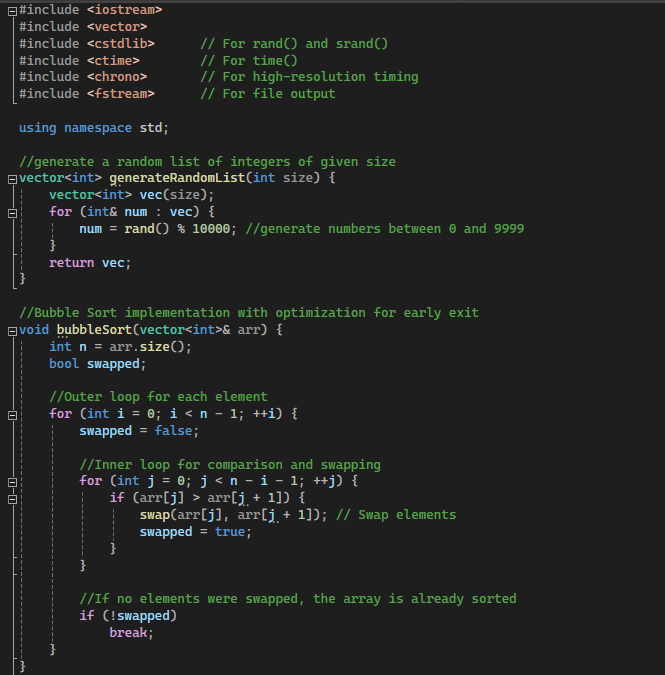 #include <iostream>
#include <vector>
#include <cstdlib>      // For rand() and srand()
#include <ctime>        // For time()
#include <chrono>       // For high-resolution timing
#include <fstream>      // For file output

using namespace std;

//generate a random list of integers of given size
vector<int> generateRandomList(int size) {
    vector<int> vec(size);
    for (int& num : vec) {
        num = rand() % 10000; //generate numbers between 0 and 9999
    }
    return vec;
}

//Bubble Sort implementation with optimization for early exit
void bubbleSort(vector<int>& arr) {
    int n = arr.size();
    bool swapped;

    //Outer loop for each element
    for (int i = 0; i < n - 1; ++i) {
        swapped = false;

        //Inner loop for comparison and swapping
        for (int j = 0; j < n - i - 1; ++j) {
            if (arr[j] > arr[j + 1]) {
                swap(arr[j], arr[j + 1]); // Swap elements
                swapped = true;
            }
        }

        //If no elements were swapped, the array is already sorted
        if (!swapped)
            break;
    }
}